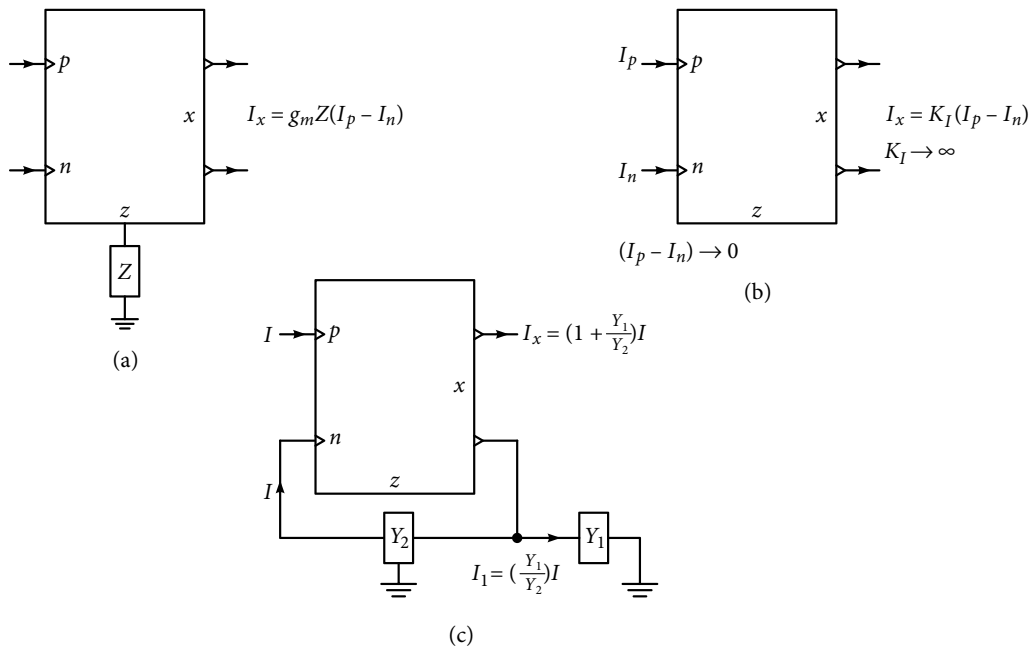 p
x
I_x = g_m Z(I_p – I_n)
n
z
Z
(a)
I_p
p
x
I_x = K_I (I_p – I_n)
K_I → ∞
I_n
n
z
(I_p – I_n) → 0
(b)
I
p
I_x = (1 + Y_1/Y_2)I
x
n
z
I
Y_2
Y_1
I_1 = (Y_1/Y_2)I
(c)